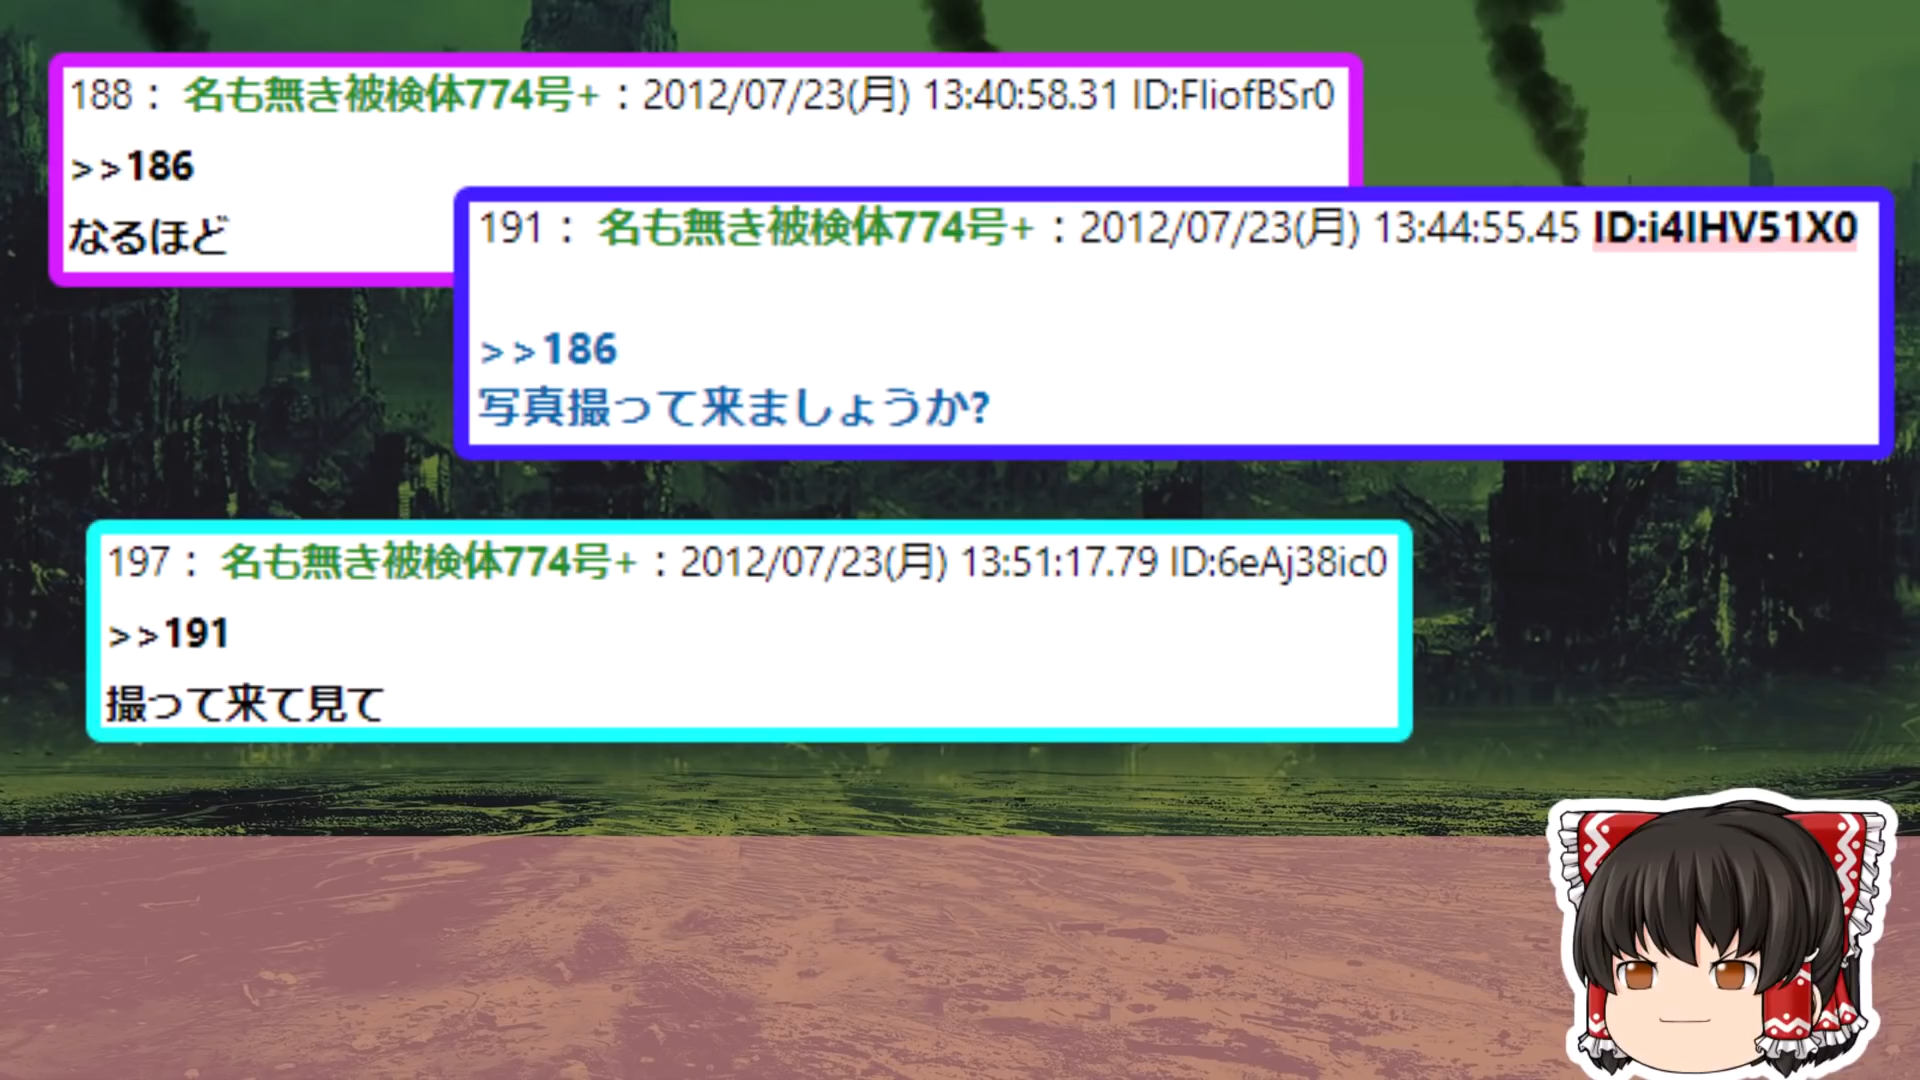 188： 名も無き被検体774号+：2012/07/23(月) 13:40:58.31 ID:FIiofBSr0
>>186
なるほど
191： 名も無き被検体774号+：2012/07/23(月) 13:44:55.45 ID:i4IHV51X0
>>186
写真撮って来ましょうか?
197： 名も無き被検体774号+：2012/07/23(月) 13:51:17.79 ID:6eAj38ic0
>>191
撮って来て見て